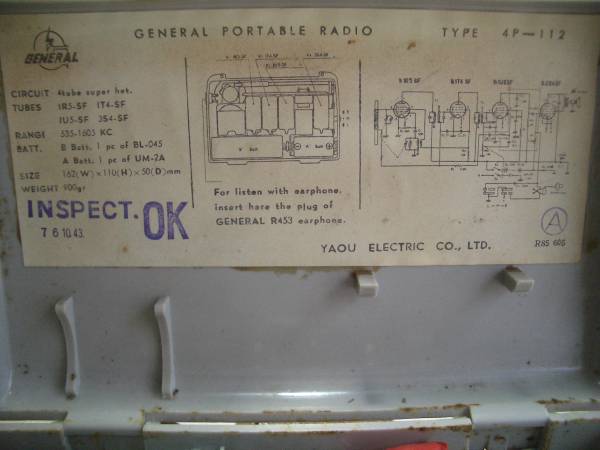 GENERAL PORTABLE RADIO TYPE 4P-112
GENERAL
CIRCUIT 4tube super het.
TUBES 1R5-SF 1T4-SF
1U5-SF 3S4-SF
RANGE 535-1605 KC
BATT. B Batt. 1 pc of BL-045
A Batt. 1 pc of UM-2A
SIZE 162(W)×110(H)×50(D)mm
WEIGHT 900gr
INSPECT. OK
7 6 10.43.
B Batt
A Batt
For listen with earphone,
insert hare the plug of
GENERAL R453 earphone.
YAOU ELECTRIC CO., LTD.
A
R85 605